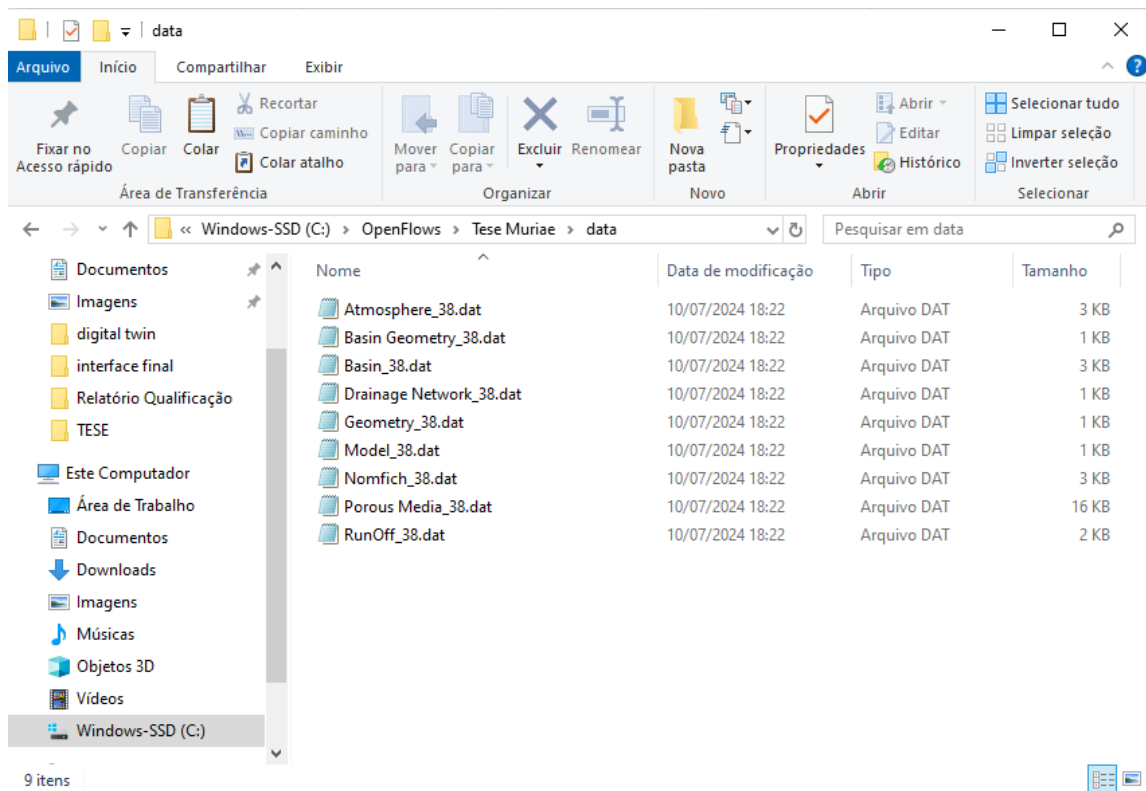 data
Arquivo Início Compartilhar Exibir
Fixar no Acesso rápido
Copiar
Colar
Recortar
Copiar caminho
Colar atalho
Mover para
Copiar para
Excluir
Renomear
Nova pasta
Propriedades
Abrir
Editar
Histórico
Selecionar tudo
Limpar seleção
Inverter seleção
Área de Transferência Organizar Novo Abrir Selecionar
« Windows-SSD (C:) > OpenFlows > Tese Muriae > data
Pesquisar em data
Documentos
Imagens
digital twin
interface final
Relatório Qualificação
TESE
Este Computador
Área de Trabalho
Documentos
Downloads
Imagens
Músicas
Objetos 3D
Vídeos
Windows-SSD (C:)
Nome Data de modificação Tipo Tamanho
Atmosphere_38.dat 10/07/2024 18:22 Arquivo DAT 3 KB
Basin Geometry_38.dat 10/07/2024 18:22 Arquivo DAT 1 KB
Basin_38.dat 10/07/2024 18:22 Arquivo DAT 3 KB
Drainage Network_38.dat 10/07/2024 18:22 Arquivo DAT 1 KB
Geometry_38.dat 10/07/2024 18:22 Arquivo DAT 1 KB
Model_38.dat 10/07/2024 18:22 Arquivo DAT 1 KB
Nomfich_38.dat 10/07/2024 18:22 Arquivo DAT 3 KB
Porous Media_38.dat 10/07/2024 18:22 Arquivo DAT 16 KB
RunOff_38.dat 10/07/2024 18:22 Arquivo DAT 2 KB
9 itens